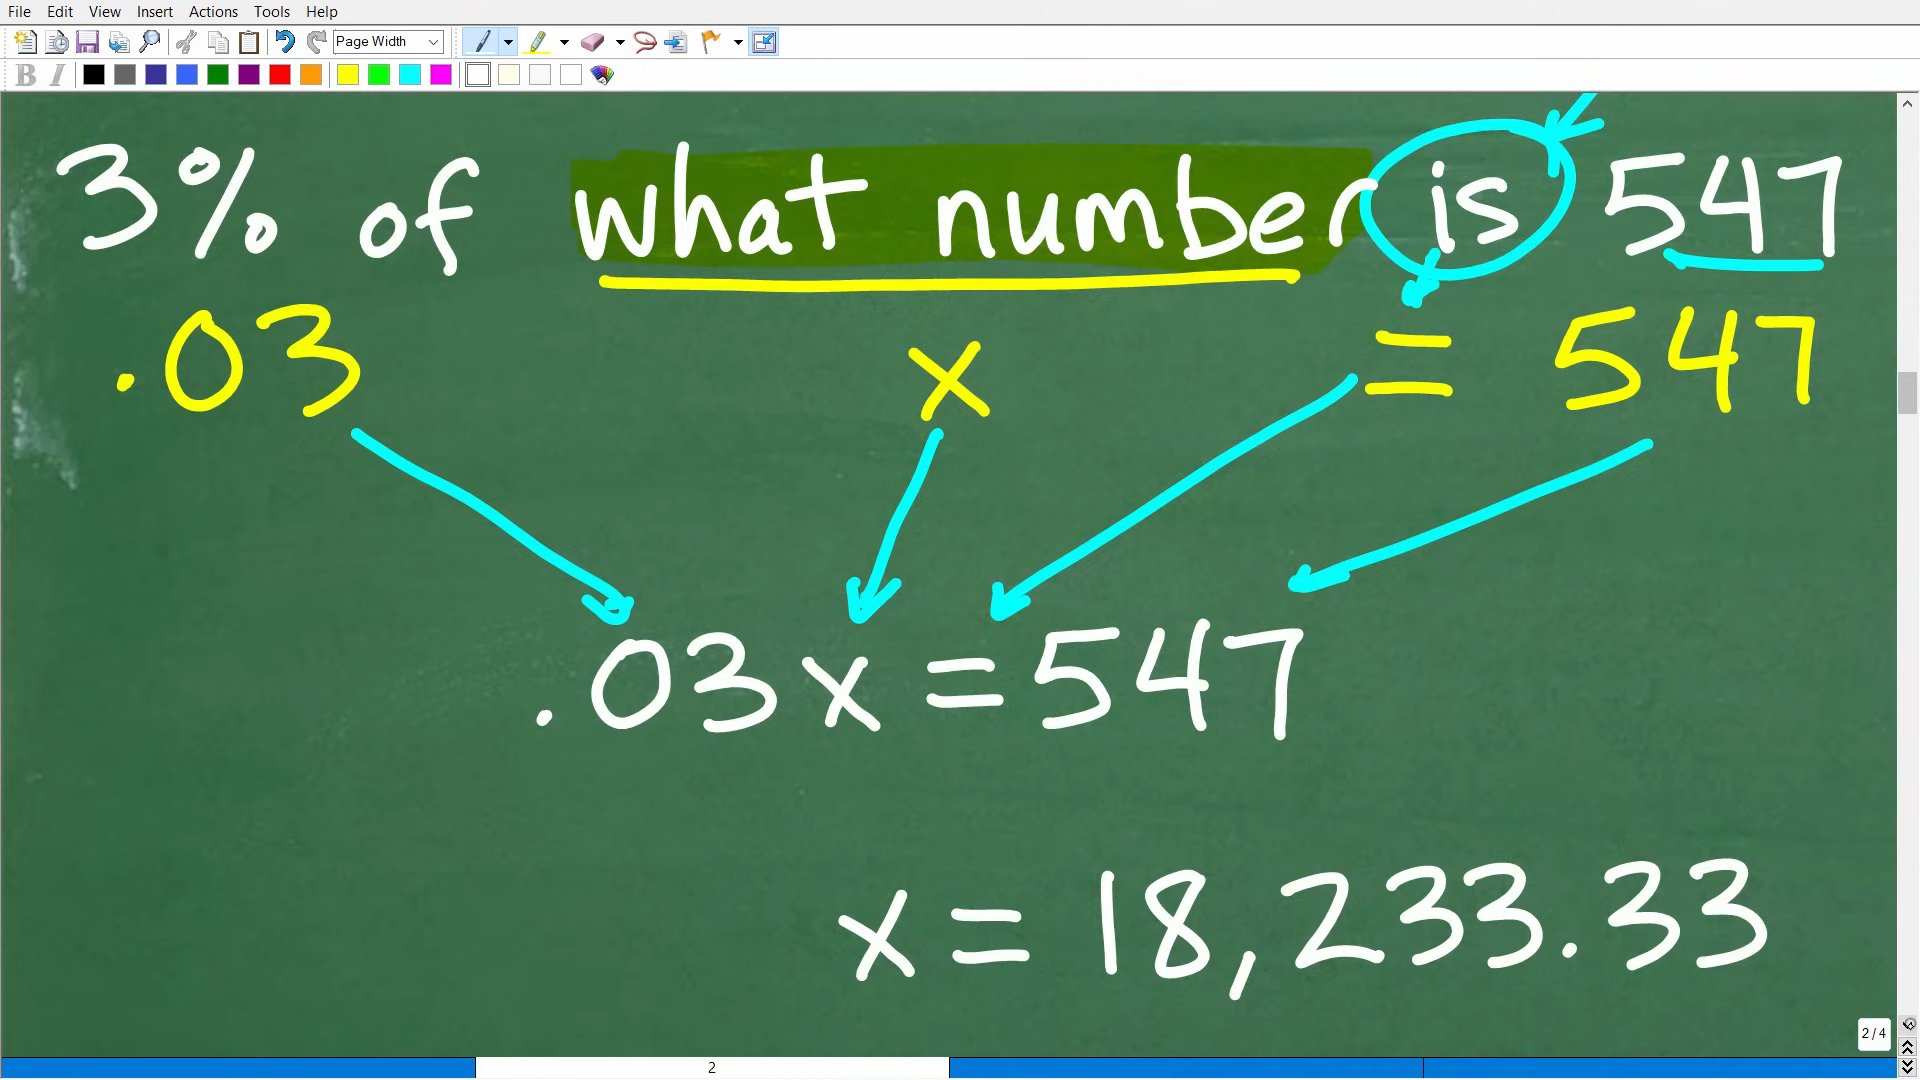 File Edit View Insert Actions Tools Help
Page Width
B I
3% of what number is 547
.03 x = 547
.03x = 547
x = 18,233.33
2 / 4
2